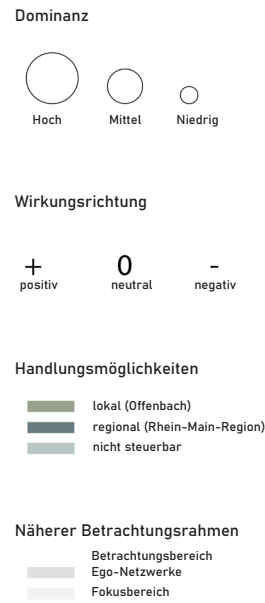 Dominanz
Hoch Mittel Niedrig
Wirkungsrichtung
+ 0 -
positiv neutral negativ
Handlungsmöglichkeiten
lokal (Offenbach)
regional (Rhein-Main-Region)
nicht steuerbar
Näherer Betrachtungsrahmen
Betrachtungsbereich
Ego-Netzwerke
Fokusbereich